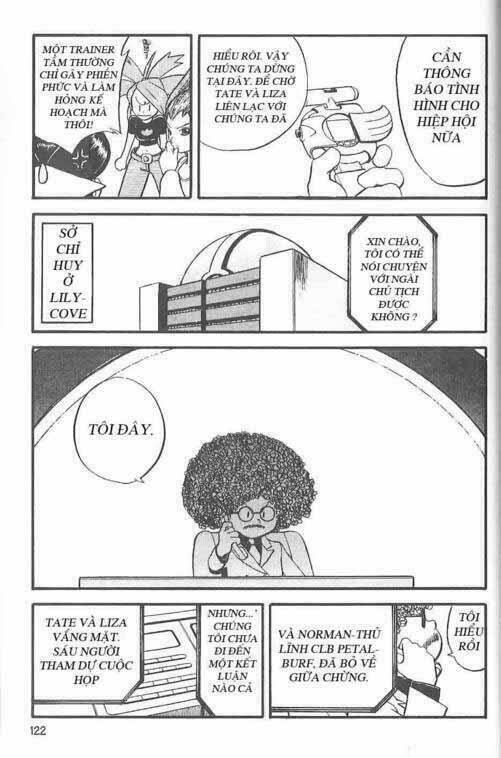 CẦN
THÔNG
BÁO TÌNH
HÌNH CHO
HIỆP HỘI
NỮA
HIỂU RỒI. VẬY
CHÚNG TA DỪNG
TẠI ĐÂY. ĐỂ CHỜ
TATE VÀ LIZA
LIÊN LẠC VỚI
CHÚNG TA ĐÃ
MỘT TRAINER
TẦM THƯỜNG
CHỈ GÂY PHIỀN
PHỨC VÀ LÀM
HỎNG KẾ
HOẠCH MÀ
THÔI!
XIN CHÀO,
TÔI CÓ THỂ
NÓI CHUYỆN
VỚI NGÀI
CHỦ TỊCH
ĐƯỢC
KHÔNG ?
SỞ
CHỈ
HUY
Ở
LILY-
COVE
TÔI ĐÂY.
TÔI
HIỂU
RỒI
VÀ NORMAN-THỦ
LĨNH CLB PETAL-
BURF, ĐÃ BỎ VỀ
GIỮA CHỪNG.
NHƯNG...'
CHÚNG
TÔI CHƯA
ĐI ĐẾN
MỘT KẾT
LUẬN
NÀO CẢ
TATE VÀ LIZA
VẮNG MẶT.
SÁU NGƯỜI
THAM DỰ CUỘC
HỌP
122